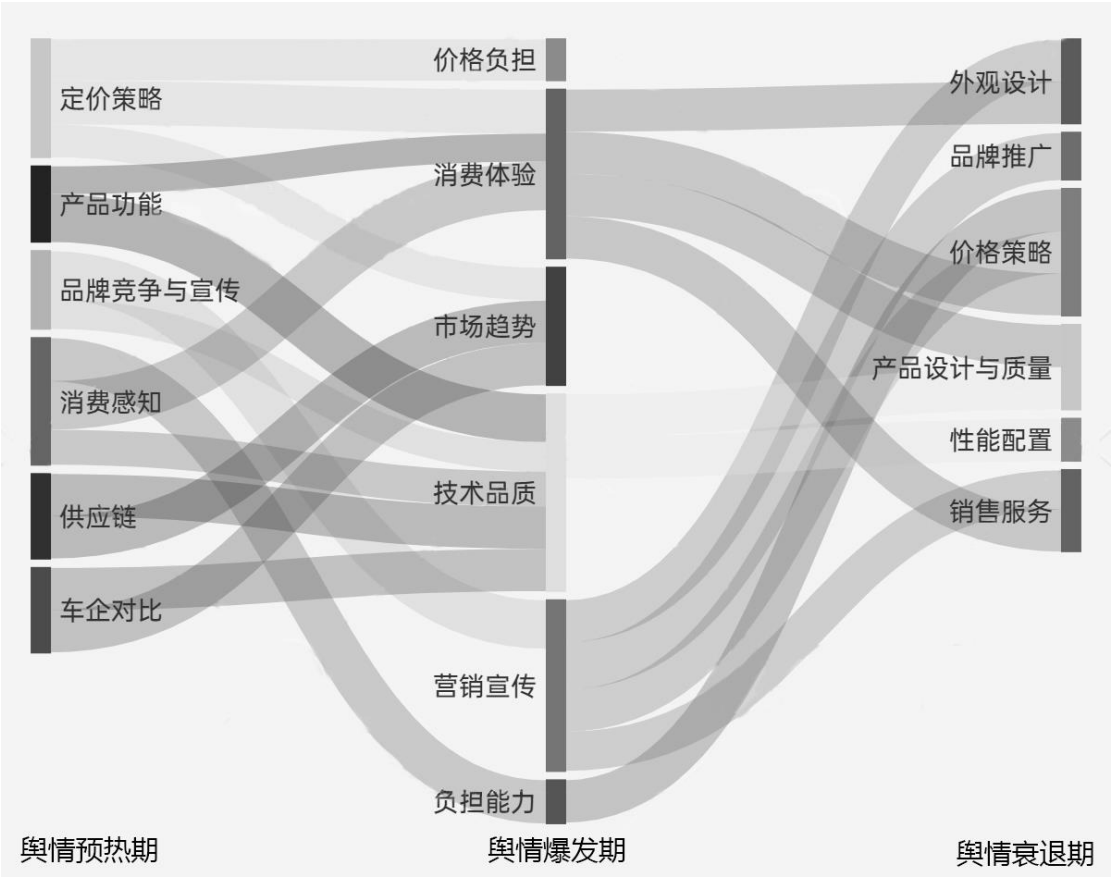 定价策略
产品功能
品牌竞争与宣传
消费感知
供应链
车企对比
舆情预热期
价格负担
消费体验
市场趋势
技术品质
营销宣传
负担能力
舆情爆发期
外观设计
品牌推广
价格策略
产品设计与质量
性能配置
销售服务
舆情衰退期